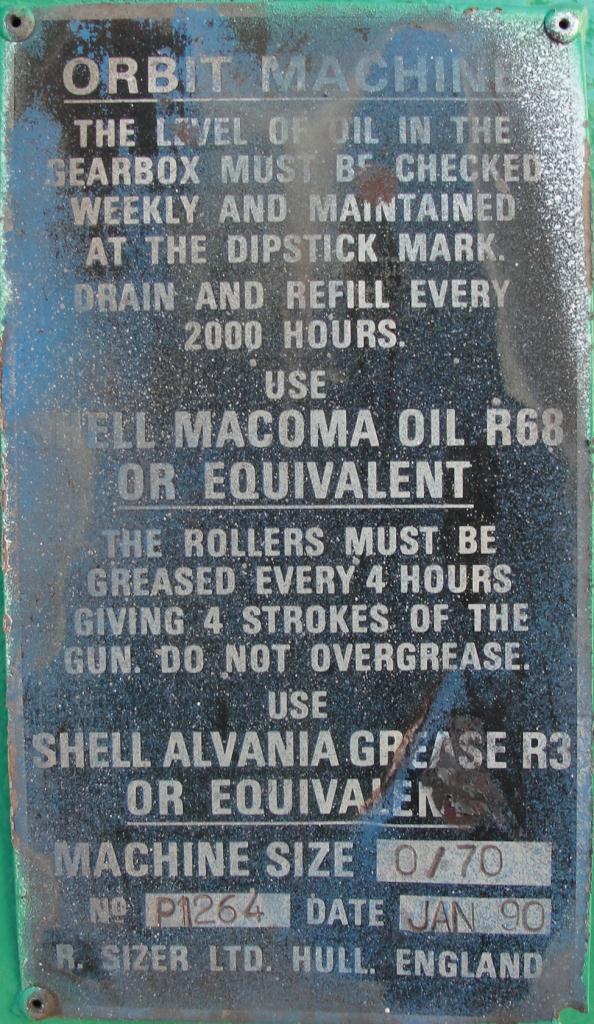 ORBIT MACHINE
THE LEVEL OF OIL IN THE
GEARBOX MUST BE CHECKED
WEEKLY AND MAINTAINED
AT THE DIPSTICK MARK.
DRAIN AND REFILL EVERY
2000 HOURS.
USE
SHELL MACOMA OIL R68
OR EQUIVALENT
THE ROLLERS MUST BE
GREASED EVERY 4 HOURS
GIVING 4 STROKES OF THE
GUN. DO NOT OVERGREASE.
USE
SHELL ALVANIA GREASE R3
OR EQUIVALENT
MACHINE SIZE 0/70
Nº P1264 DATE JAN 90
R. SIZER LTD. HULL. ENGLAND